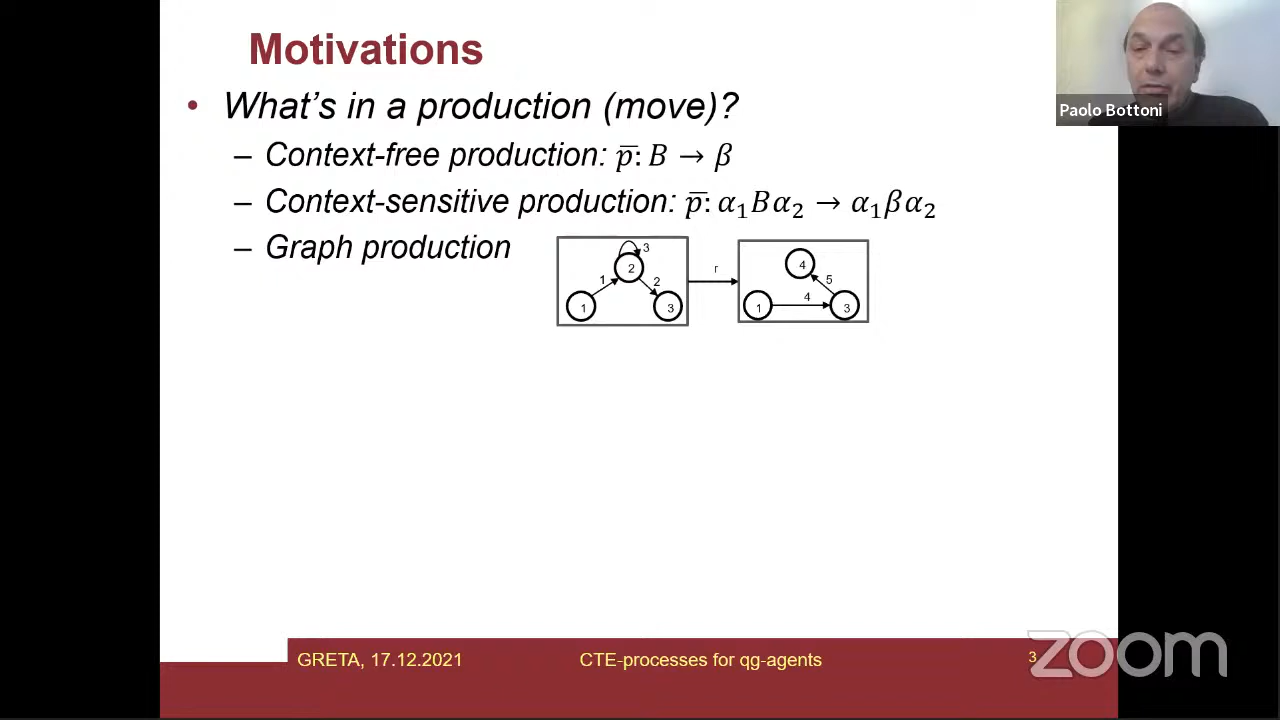 Motivations
• What's in a production (move)?
– Context-free production: p̅: B → β
– Context-sensitive production: p̅: α₁Bα₂ → α₁βα₂
– Graph production
3
2
1
2
1
3
r
4
5
4
1
3
Paolo Bottoni
GRETA, 17.12.2021
CTE-processes for qg-agents
3
zoom